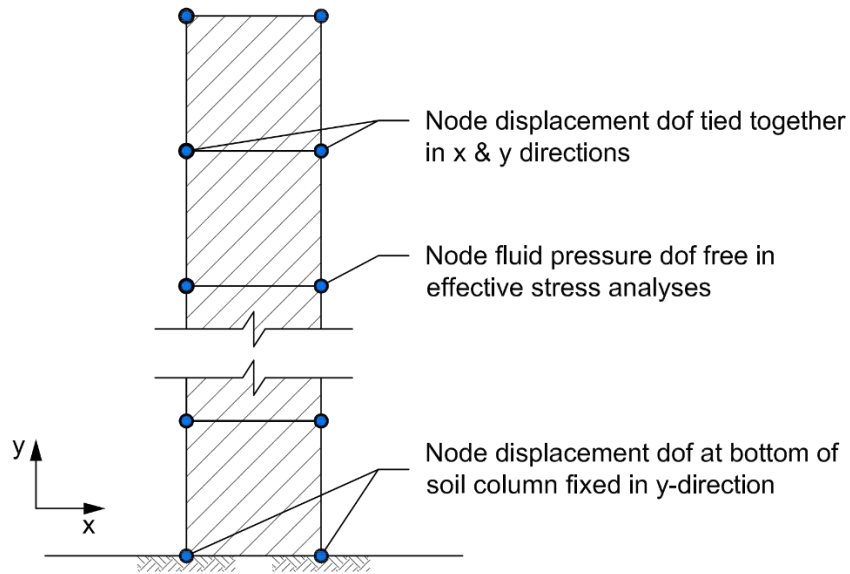 Node displacement dof tied together
in x & y directions
Node fluid pressure dof free in
effective stress analyses
Node displacement dof at bottom of
soil column fixed in y-direction
y
x